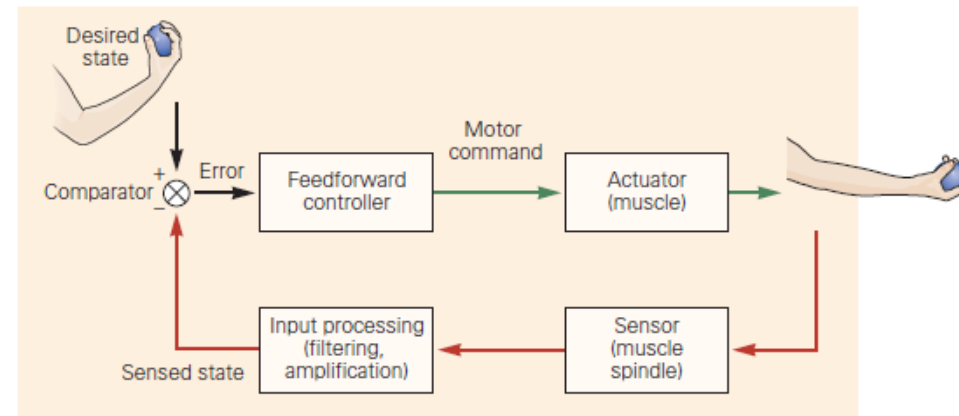 Desired
state
Motor
command
+
Error
Comparator
−
Feedforward
controller
Actuator
(muscle)
Input processing
(filtering,
amplification)
Sensor
(muscle
spindle)
Sensed state